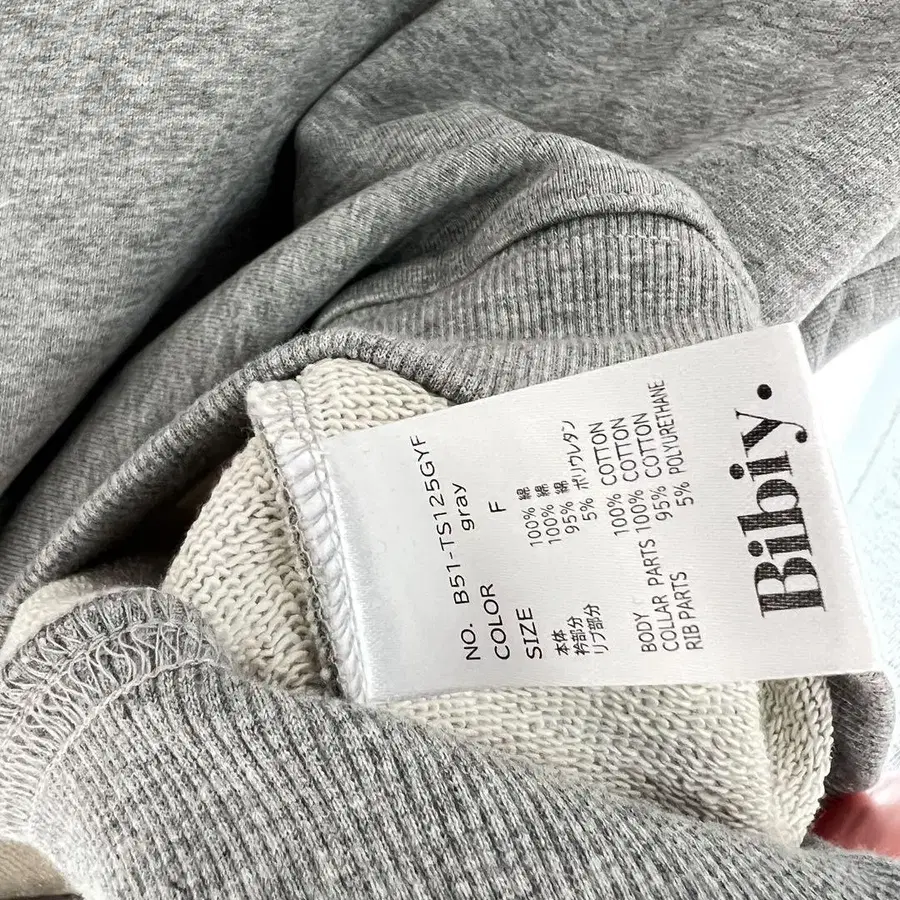 Bibiy.
NO. B51-TS125GYF
COLOR gray
SIZE F
本体 100% 綿
衿部分 100% 綿
リブ部分 95% 綿
5% ポリウレタン
BODY 100% COTTON
COLLAR PARTS 100% COTTON
RIB PARTS 95% COTTON
5% POLYURETHANE